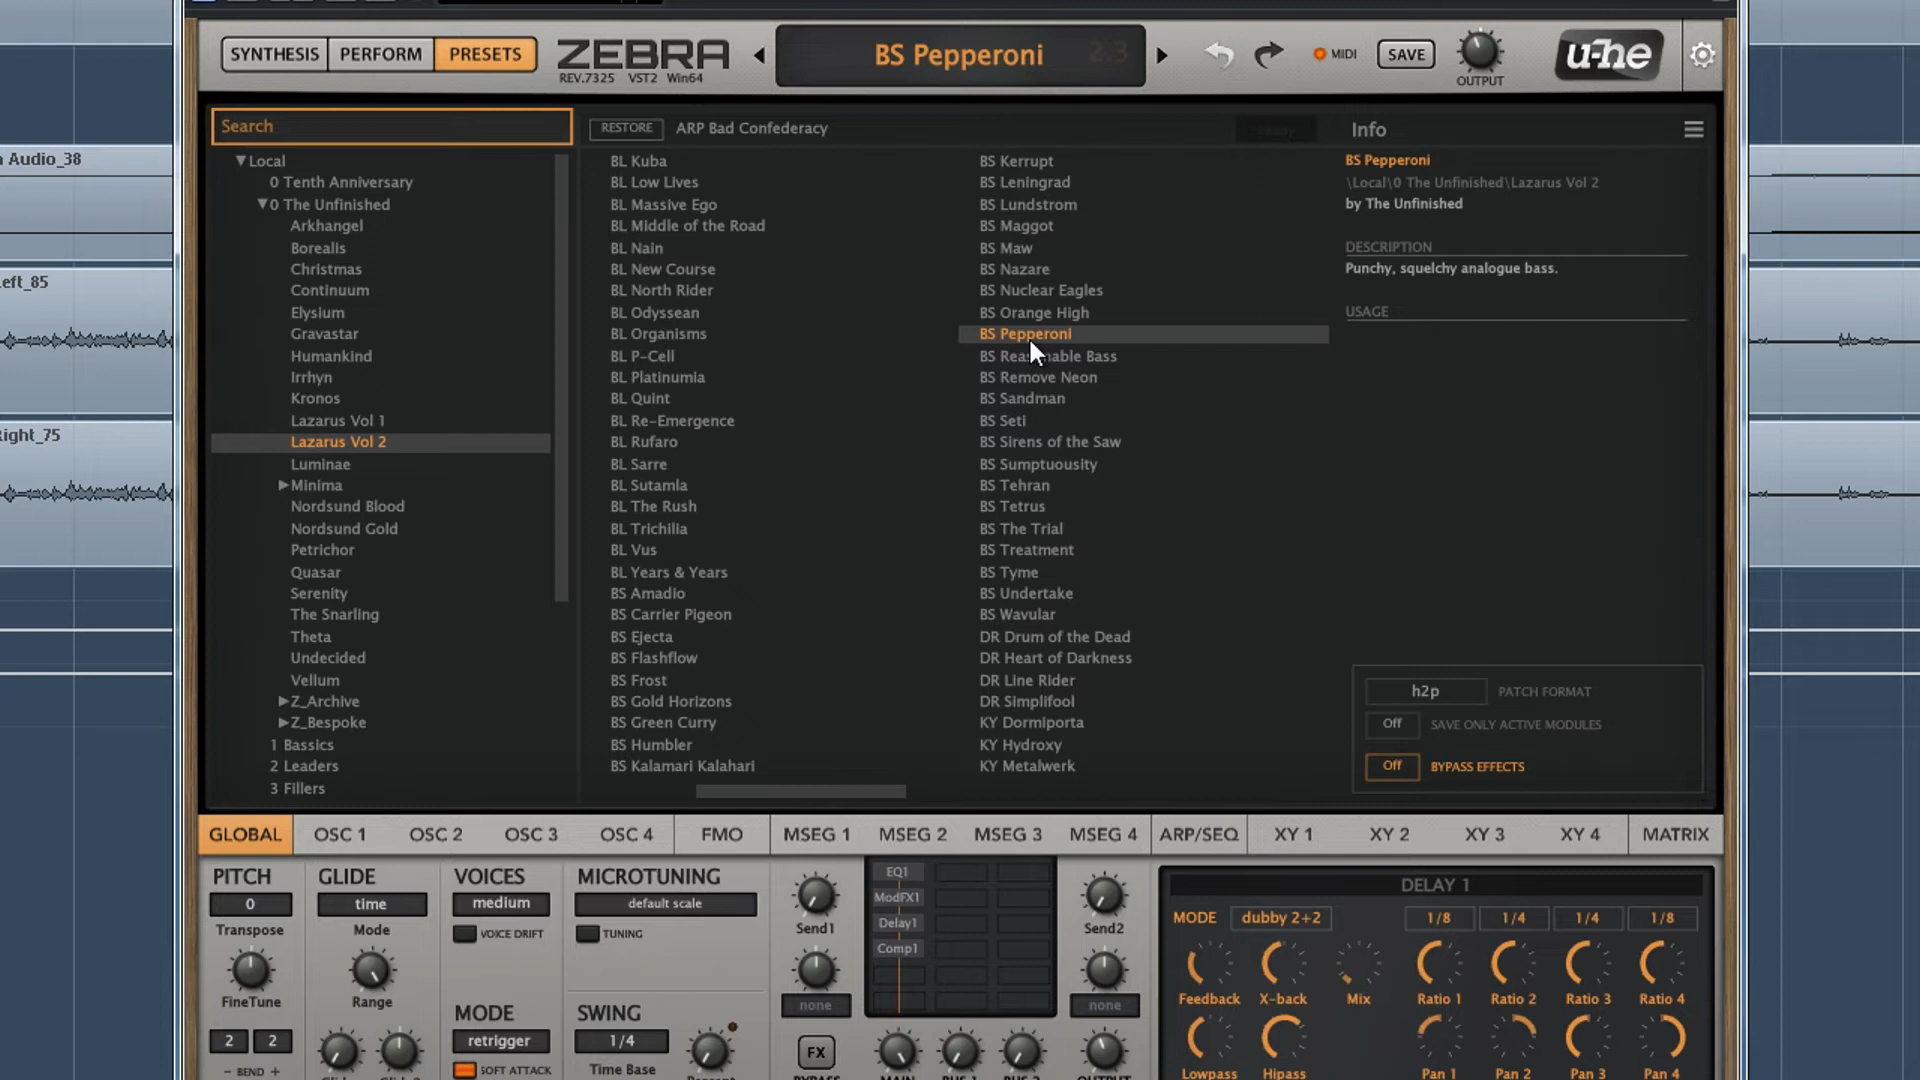 SYNTHESIS PERFORM PRESETS
ZEBRA
REV.7325 VST2 Win64
BS Pepperoni 2.3
MIDI
SAVE
OUTPUT
u-he
Search
RESTORE ARP Bad Confederacy
Info
Local
0 Tenth Anniversary
0 The Unfinished
Arkhangel
Borealis
Christmas
Continuum
Elysium
Gravastar
Humankind
Irrhyn
Kronos
Lazarus Vol 1
Lazarus Vol 2
Luminae
Minima
Nordsund Blood
Nordsund Gold
Petrichor
Quasar
Serenity
The Snarling
Theta
Undecided
Vellum
Z_Archive
Z_Bespoke
1 Bassics
2 Leaders
3 Fillers
BL Kuba
BL Low Lives
BL Massive Ego
BL Middle of the Road
BL Nain
BL New Course
BL North Rider
BL Odyssean
BL Organisms
BL P-Cell
BL Platinumia
BL Quint
BL Re-Emergence
BL Rufaro
BL Sarre
BL Sutamla
BL The Rush
BL Trichilia
BL Vus
BL Years & Years
BS Amadio
BS Carrier Pigeon
BS Ejecta
BS Flashflow
BS Frost
BS Gold Horizons
BS Green Curry
BS Humbler
BS Kalamari Kalahari
BS Kerrupt
BS Leningrad
BS Lundstrom
BS Maggot
BS Maw
BS Nazare
BS Nuclear Eagles
BS Orange High
BS Pepperoni
BS Bass
BS Remove Neon
BS Sandman
BS Seti
BS Sirens of the Saw
BS Sumptuousity
BS Tehran
BS Tetrus
BS The Trial
BS Treatment
BS Tyme
BS Undertake
BS Wavular
DR Drum of the Dead
DR Heart of Darkness
DR Line Rider
DR Simplifool
KY Dormiporta
KY Hydroxy
KY Metalwerk
BS Pepperoni
\Local\0 The Unfinished\Lazarus Vol 2
by The Unfinished
DESCRIPTION
Punchy, squelchy analogue bass.
USAGE
h2p PATCH FORMAT
Off SAVE ONLY ACTIVE MODULES
Off BYPASS EFFECTS
Audio_38
eft_85
ight_75
GLOBAL OSC 1 OSC 2 OSC 3 OSC 4 FMO MSEG 1 MSEG 2 MSEG 3 MSEG 4 ARP/SEQ XY 1 XY 2 XY 3 XY 4 MATRIX
PITCH
0
Transpose
FineTune
2 2
- BEND +
GLIDE
time
Mode
Range
VOICES
medium
VOICE DRIFT
MODE
retrigger
SOFT ATTACK
MICROTUNING
default scale
TUNING
SWING
1/4
Time Base
Send1
none
FX
EQ1
ModFX1
Delay1
Comp1
Send2
none
DELAY 1
MODE dubby 2+2 1/8 1/4 1/4 1/8
Feedback X-back Mix Ratio 1 Ratio 2 Ratio 3 Ratio 4
Lowpass Hipass Pan 1 Pan 2 Pan 3 Pan 4